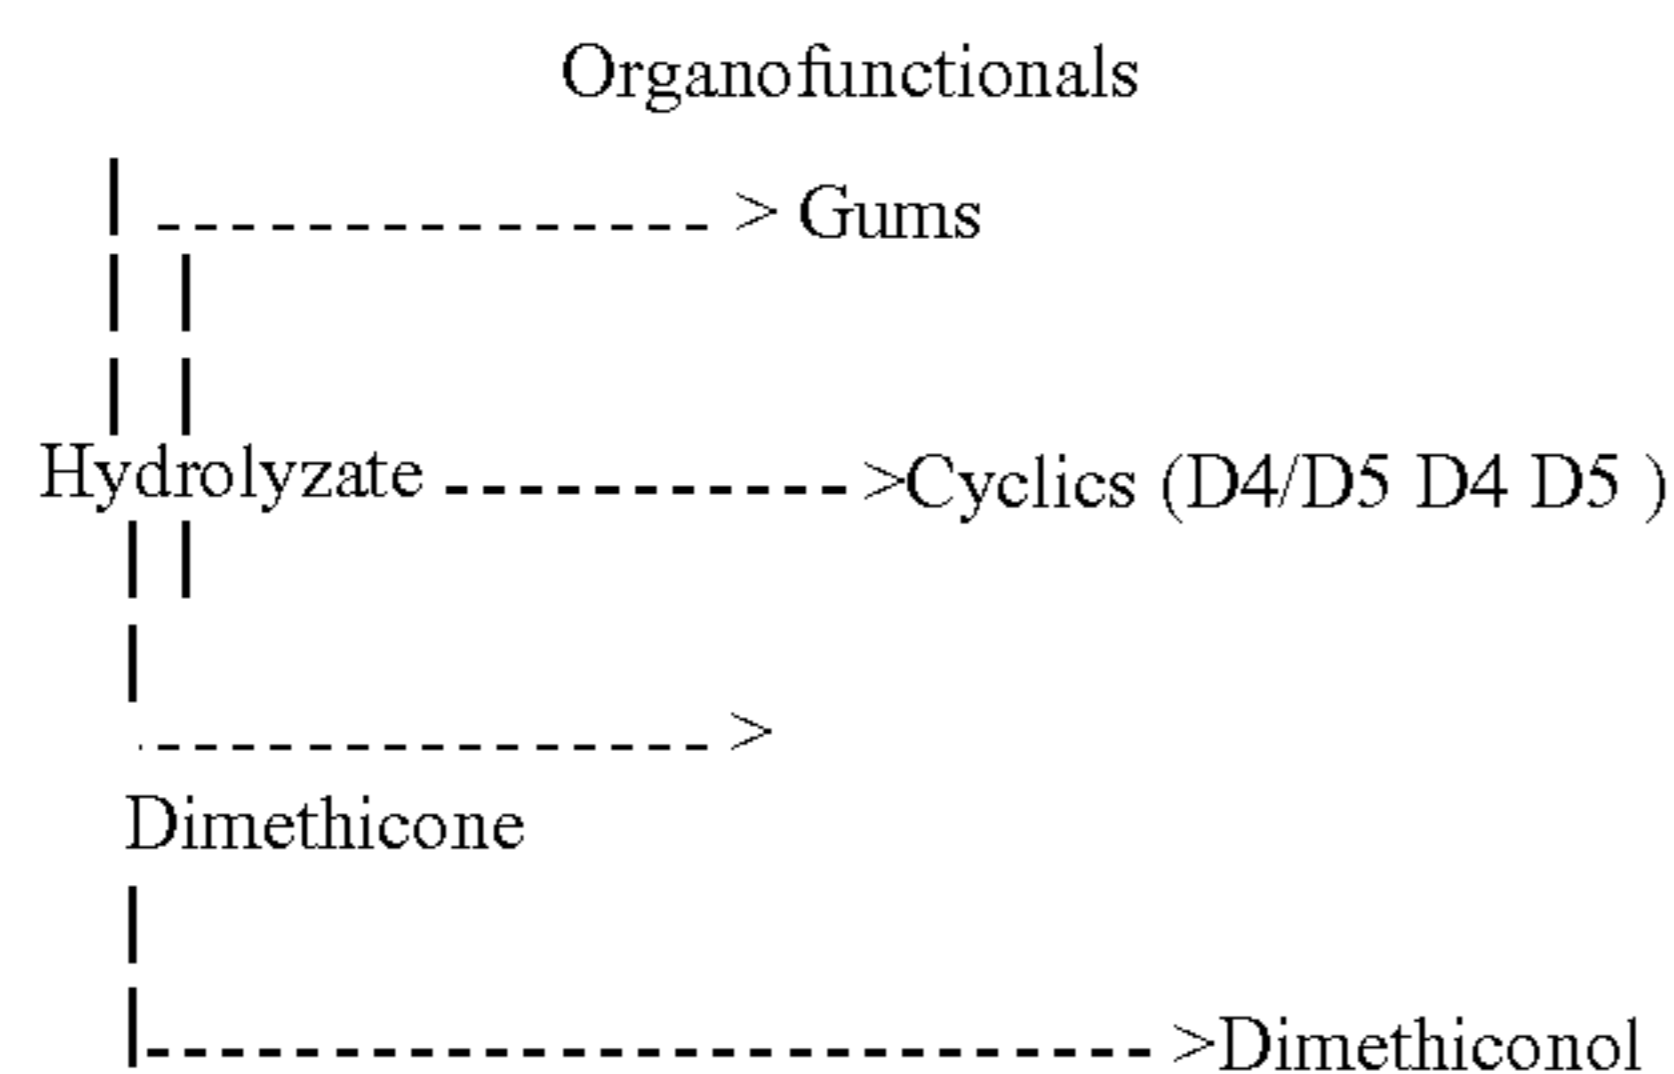 Organofunctionals
> Gums
Hydrolyzate ----------- >Cyclics (D4/D5 D4 D5 )
>
Dimethicone
>Dimethiconol